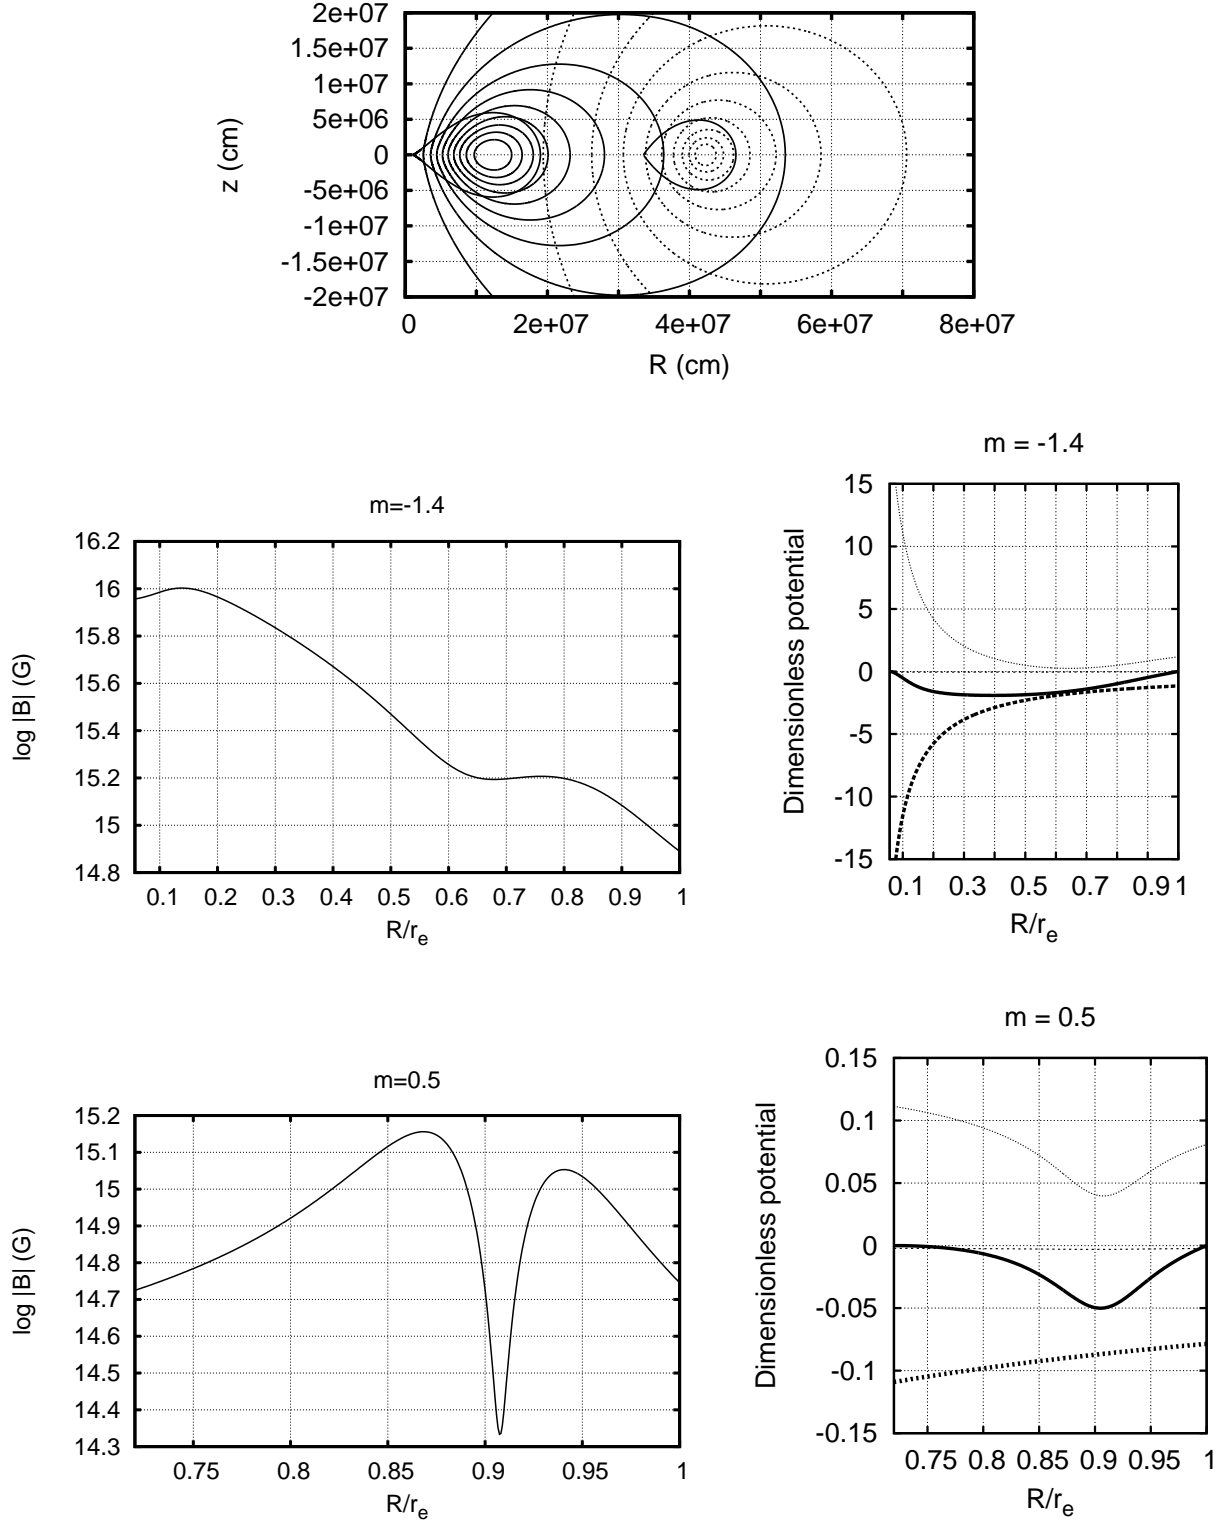 2e+07
1.5e+07
1e+07
5e+06
0
-5e+06
-1e+07
-1.5e+07
-2e+07
z (cm)
0 2e+07 4e+07 6e+07 8e+07
R (cm)
m=-1.4
16.2
16
15.8
15.6
15.4
15.2
15
14.8
log |B| (G)
0.1 0.2 0.3 0.4 0.5 0.6 0.7 0.8 0.9 1
R/re
m = -1.4
15
10
5
0
-5
-10
-15
Dimensionless potential
0.1 0.3 0.5 0.7 0.9 1
R/re
m=0.5
15.2
15.1
15
14.9
14.8
14.7
14.6
14.5
14.4
14.3
log |B| (G)
0.75 0.8 0.85 0.9 0.95 1
R/re
m = 0.5
0.15
0.1
0.05
0
-0.05
-0.1
-0.15
Dimensionless potential
0.75 0.8 0.85 0.9 0.95 1
R/re